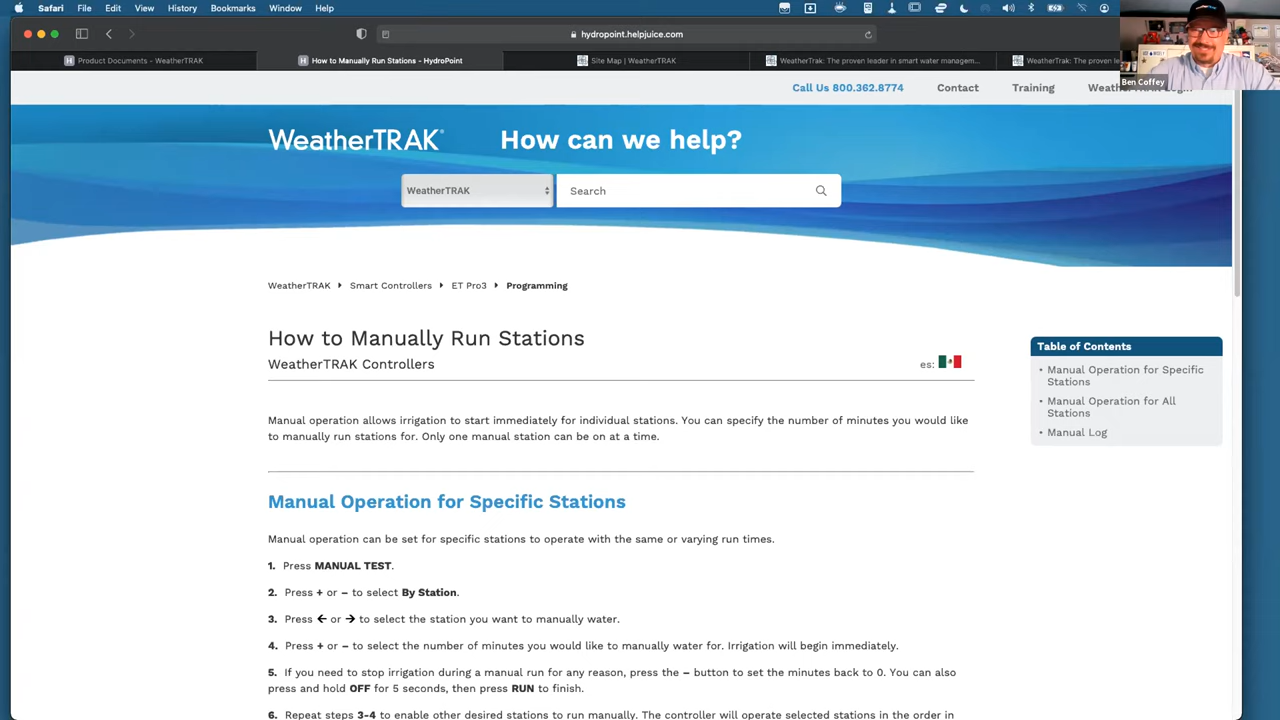 Safari File Edit View History Bookmarks Window Help
hydropoint.helpjuice.com
Product Documents - WeatherTRAK
How to Manually Run Stations - HydroPoint
Site Map | WeatherTRAK
WeatherTrak: The proven leader in smart water managem...
WeatherTrak: The proven le
Ben Coffey
Call Us 800.362.8774 Contact Training
WeatherTRAK® How can we help?
WeatherTRAK Search
WeatherTRAK Smart Controllers ET Pro3 Programming
How to Manually Run Stations
WeatherTRAK Controllers
es:
Manual operation allows irrigation to start immediately for individual stations. You can specify the number of minutes you would like
to manually run stations for. Only one manual station can be on at a time.
Table of Contents
• Manual Operation for Specific
Stations
• Manual Operation for All
Stations
• Manual Log
Manual Operation for Specific Stations
Manual operation can be set for specific stations to operate with the same or varying run times.
1. Press MANUAL TEST.
2. Press + or – to select By Station.
3. Press ← or → to select the station you want to manually water.
4. Press + or – to select the number of minutes you would like to manually water for. Irrigation will begin immediately.
5. If you need to stop irrigation during a manual run for any reason, press the – button to set the minutes back to 0. You can also
press and hold OFF for 5 seconds, then press RUN to finish.
6. Repeat steps 3-4 to enable other desired stations to run manually. The controller will operate selected stations in the order in